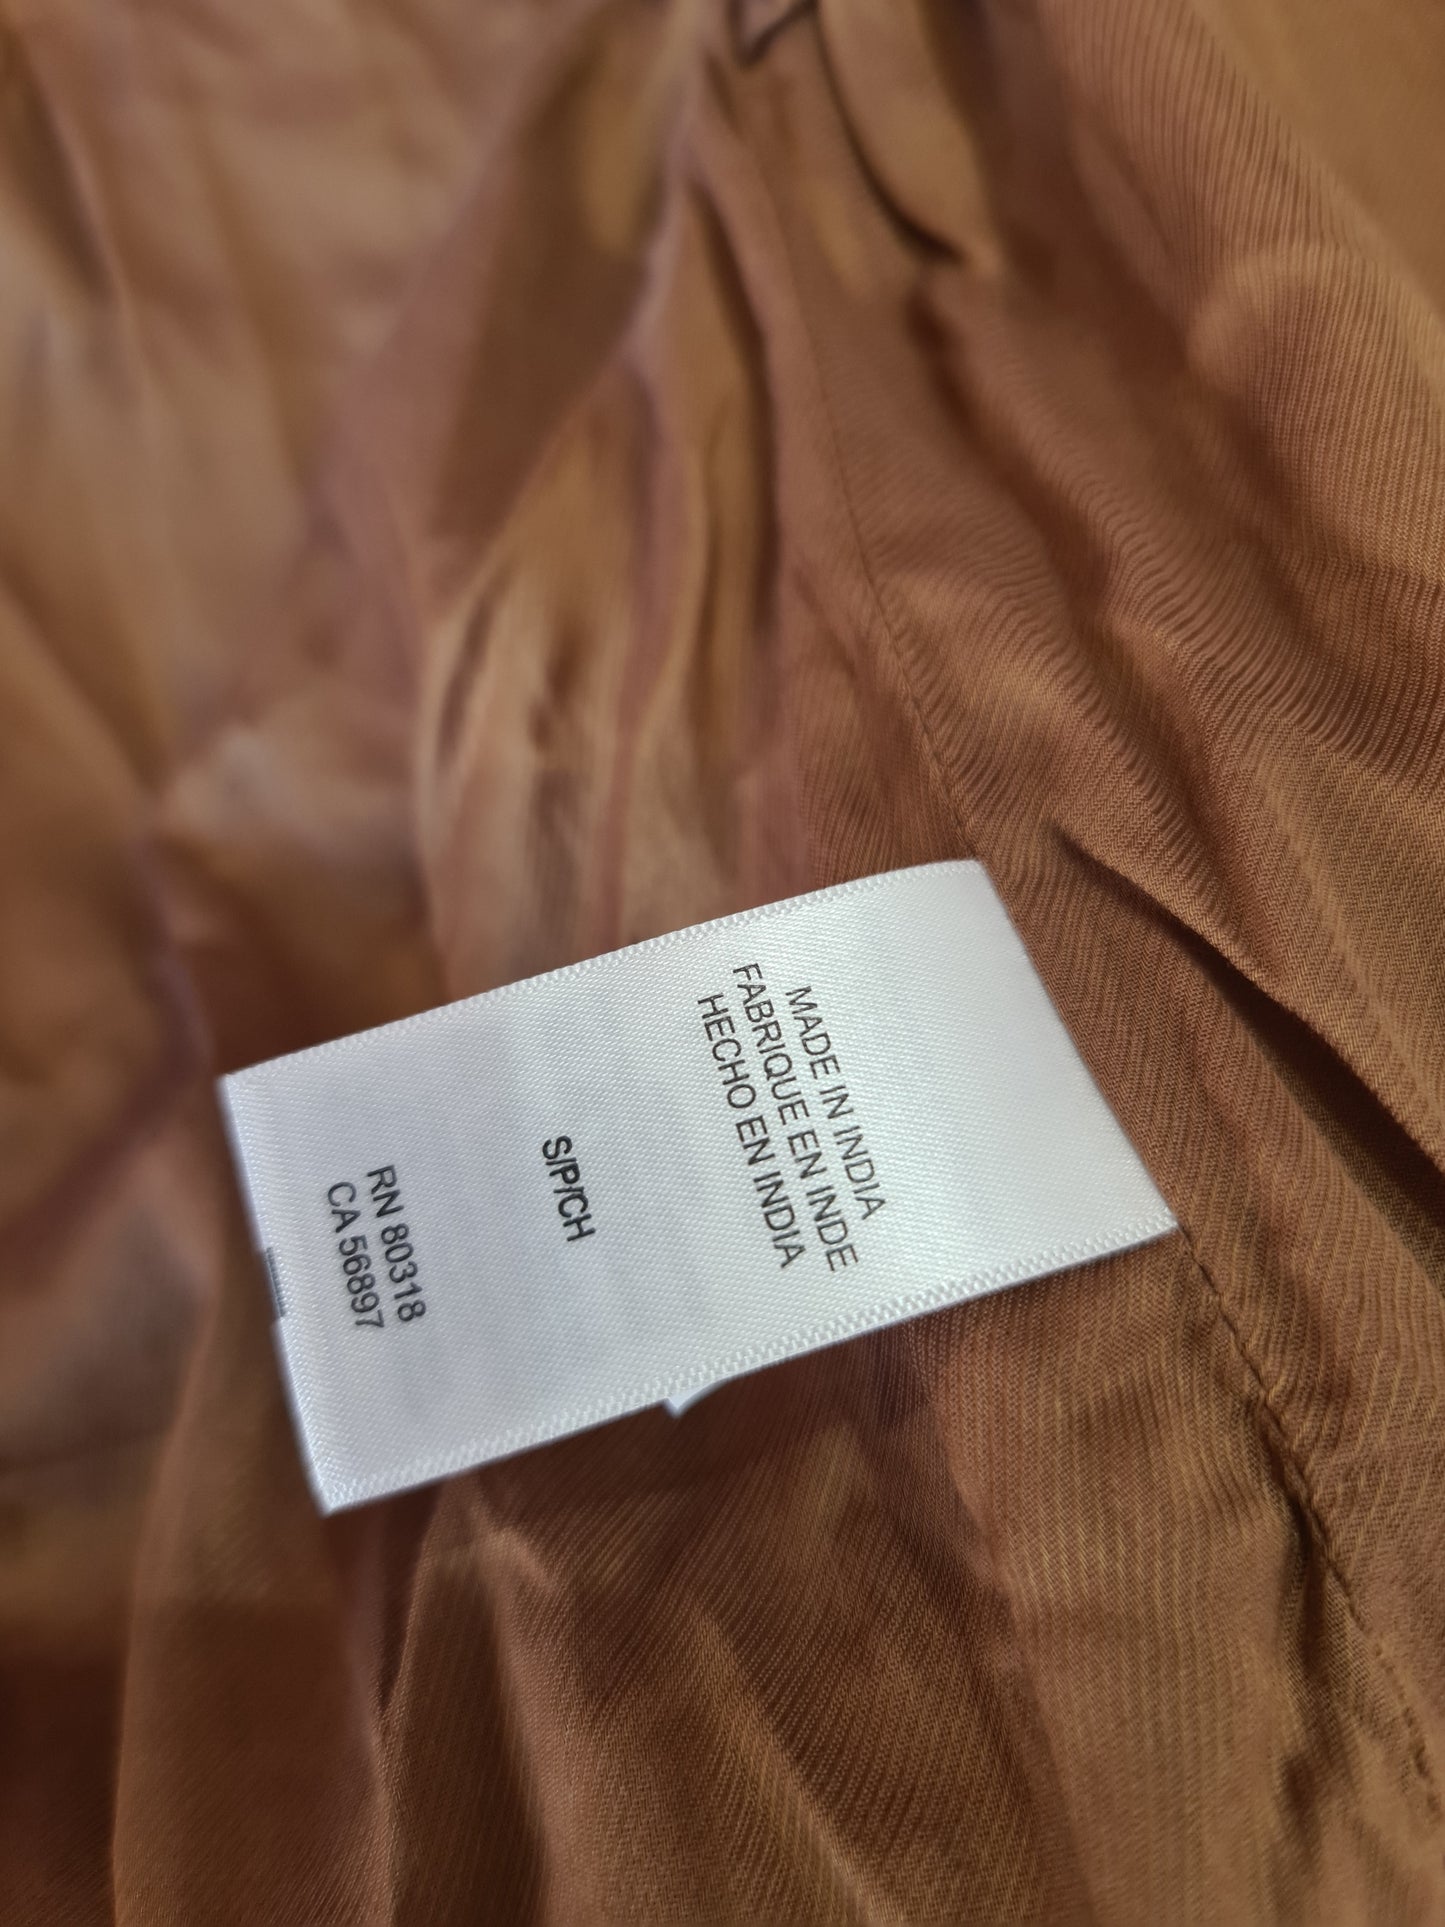 MADE IN INDIA
FABRIQUE EN INDE
HECHO EN INDIA
S/P/CH
RN 80318
CA 56897